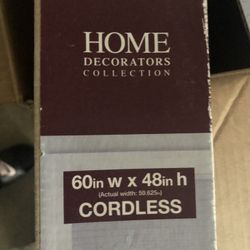 HOME
DECORATORS
COLLECTION
60in w x 48in h
(Actual width: 59.625in)
CORDLESS